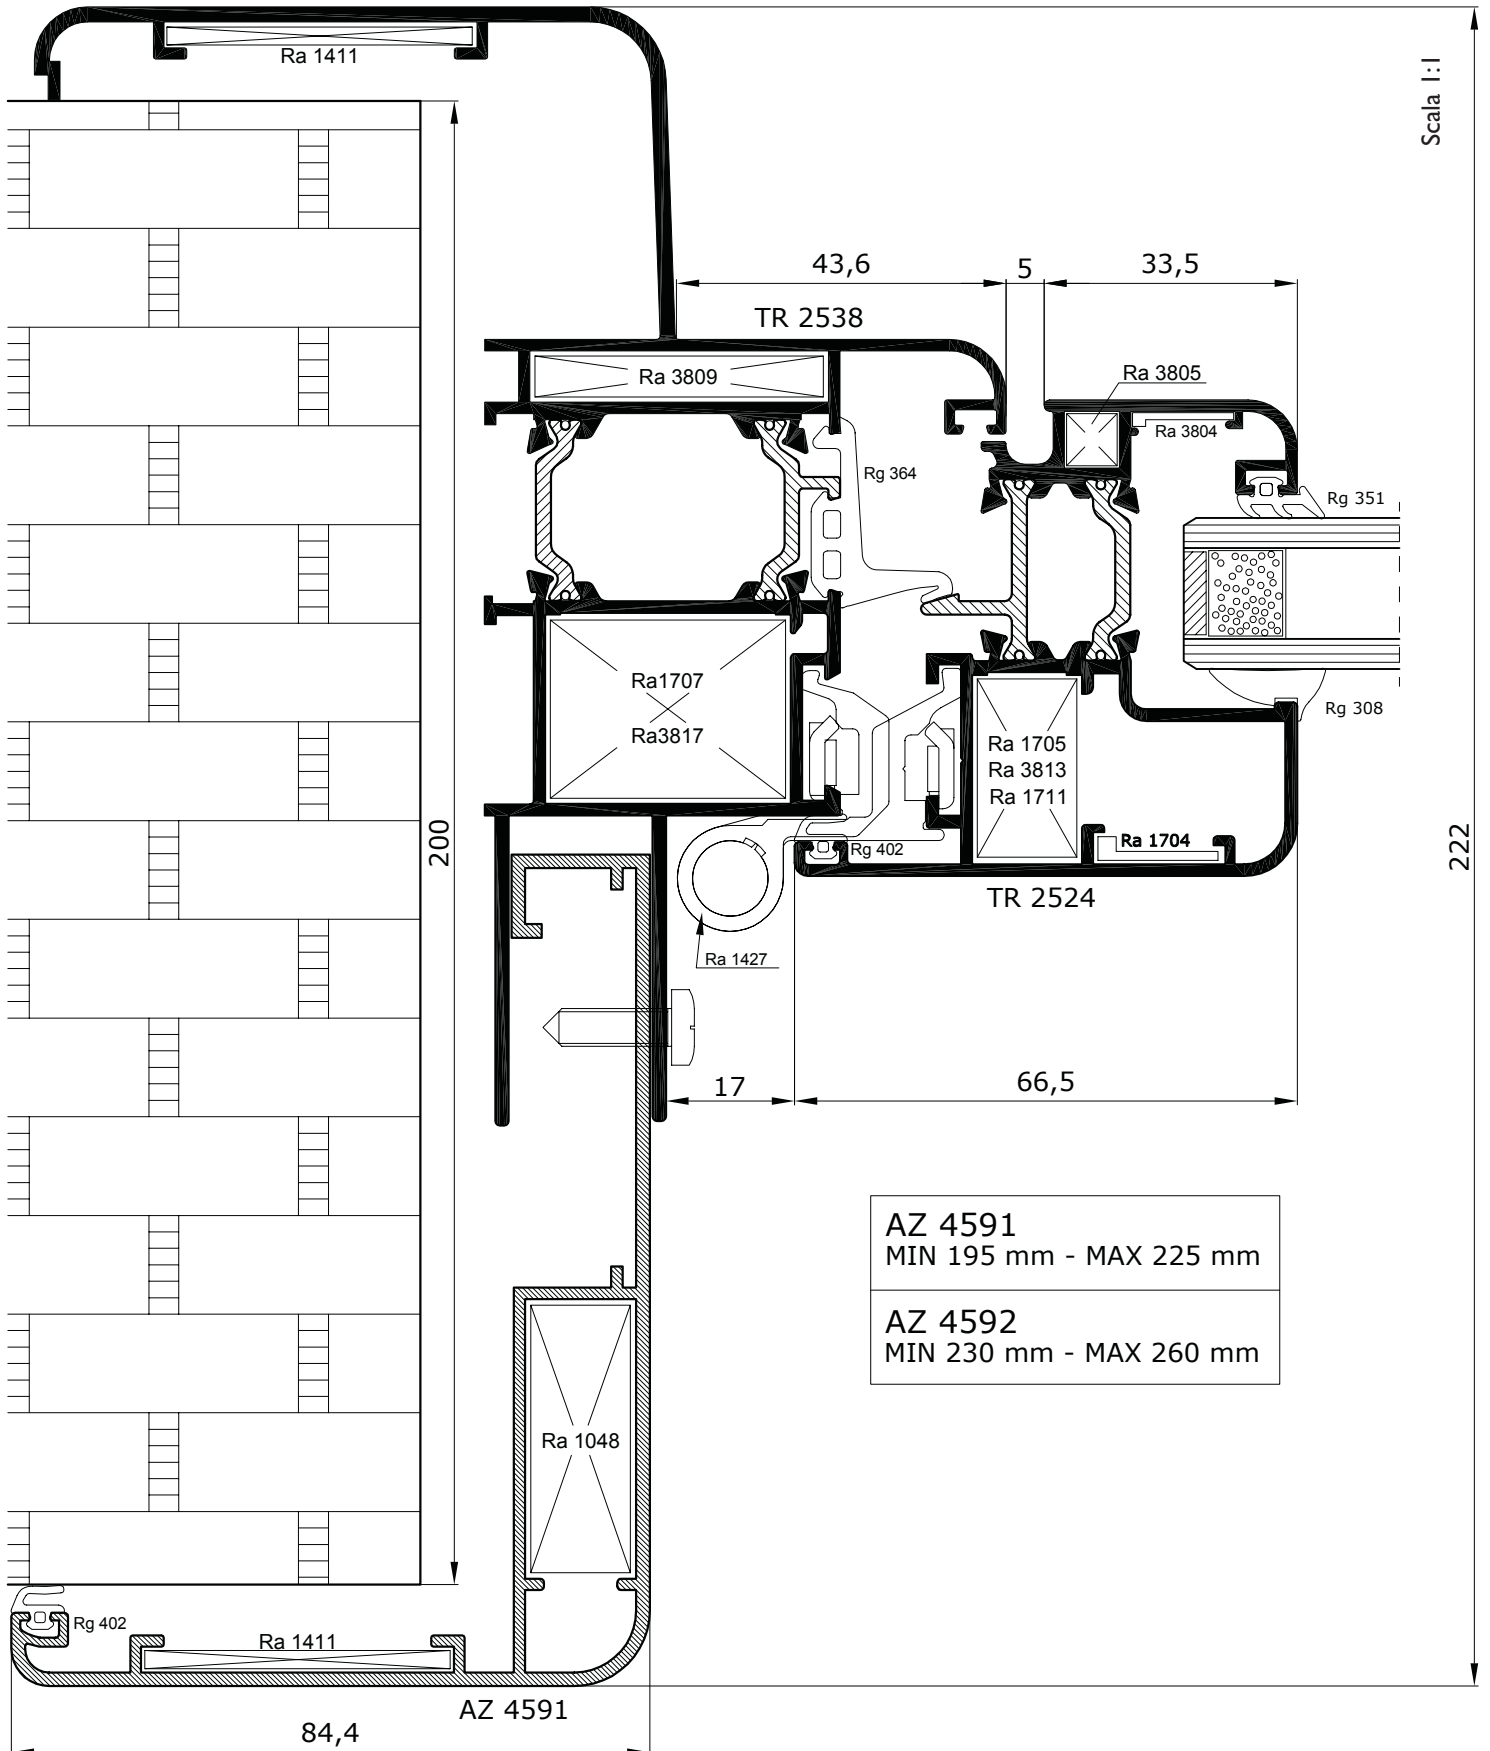 Ra 1411
Scala 1:1
43,6
5
33,5
TR 2538
Ra 3809
Ra 3805
Ra 3804
Rg 364
Rg 351
Ra1707
Ra3817
Rg 308
Ra 1705
Ra 3813
Ra 1711
200
222
Rg 402
Ra 1704
TR 2524
Ra 1427
17
66,5
AZ 4591
MIN 195 mm - MAX 225 mm
AZ 4592
MIN 230 mm - MAX 260 mm
Ra 1048
Rg 402
Ra 1411
AZ 4591
84,4